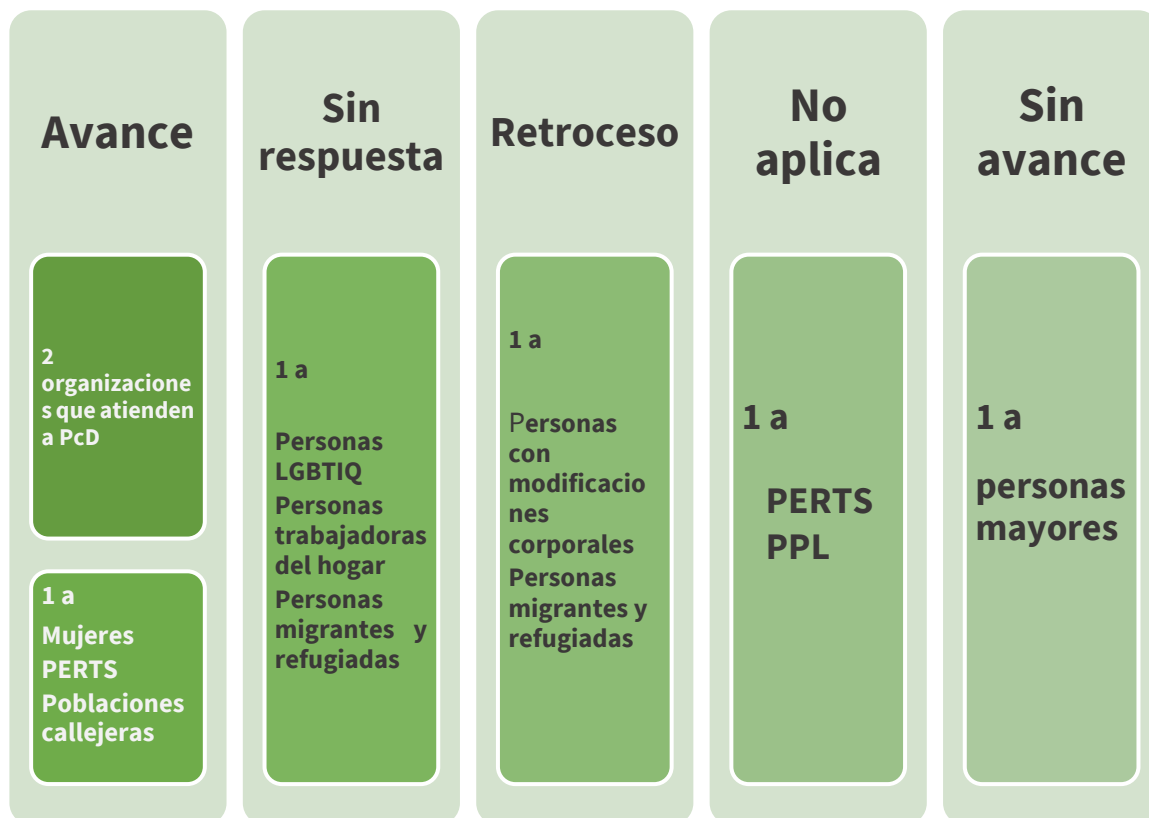 Avance
2
organizacione
s que atienden
a PcD
1 a
Mujeres
PERTS
Poblaciones
callejeras
Sin
respuesta
1 a
Personas
LGBTIQ
Personas
trabajadoras
del hogar
Personas
migrantes y
refugiadas
Retroceso
1 a
Personas
con
modificacio
nes
corporales
Personas
migrantes y
refugiadas
No
aplica
1 a
PERTS
PPL
Sin
avance
1 a
personas
mayores